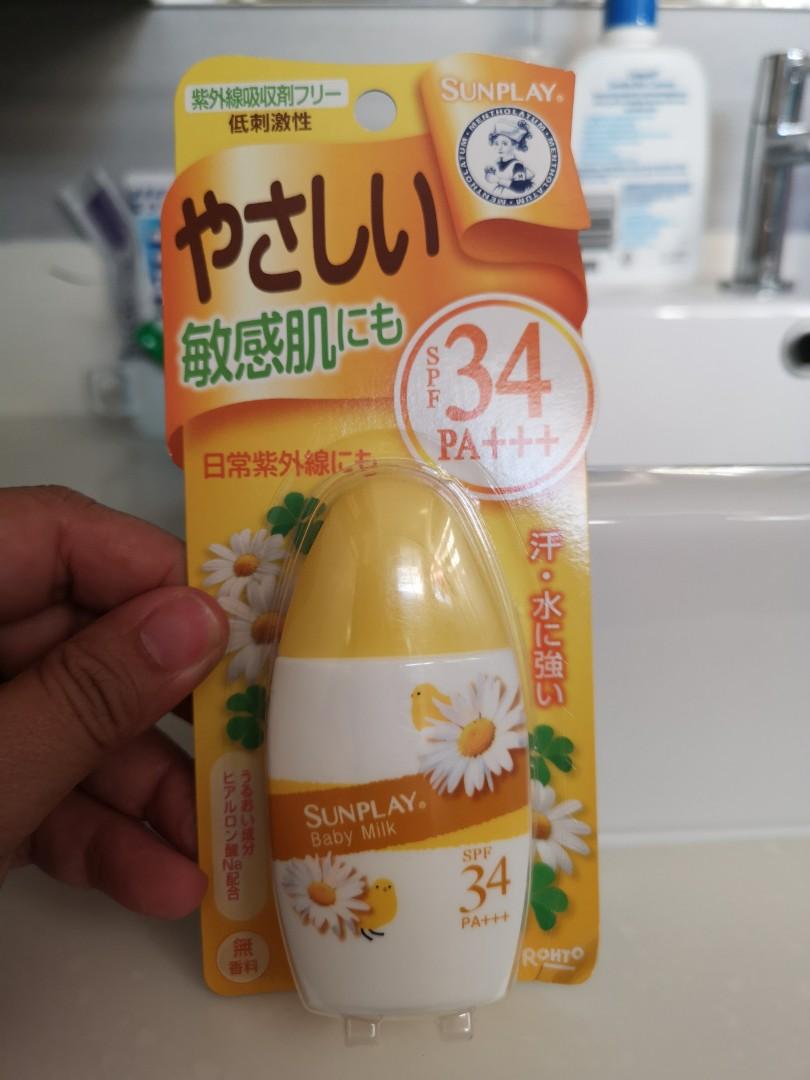 紫外線吸収剤フリー
低刺激性
SUNPLAY®
MENTHOLATUM · MENTHOLATUM · MENTHOLATUM
やさしい
敏感肌にも
SPF 34
PA+++
日常紫外線にも
汗・水に強い
SUNPLAY®
Baby Milk
SPF
34
PA+++
うるおい成分
ヒアルロン酸Na配合
無
香料
ROHTO